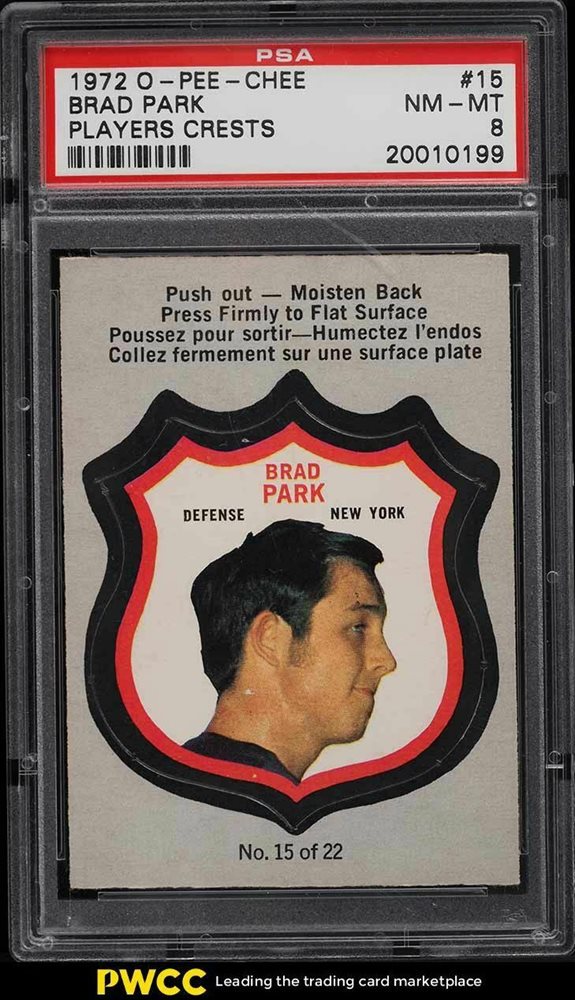 PSA
1972 O-PEE-CHEE #15
BRAD PARK NM-MT
PLAYERS CRESTS 8
20010199
Push out — Moisten Back
Press Firmly to Flat Surface
Poussez pour sortir—Humectez l'endos
Collez fermement sur une surface plate
BRAD
PARK
DEFENSE NEW YORK
No. 15 of 22
PWCC Leading the trading card marketplace